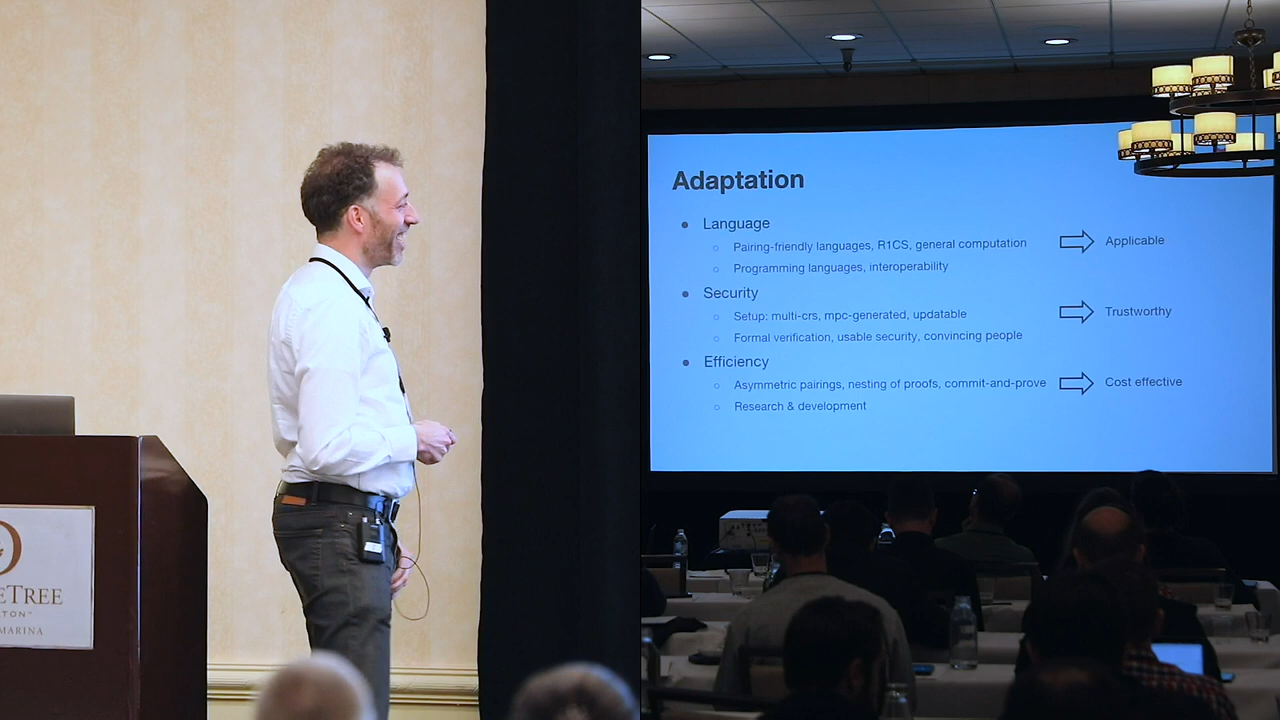 Adaptation
● Language
○ Pairing-friendly languages, R1CS, general computation
Applicable
○ Programming languages, interoperability
● Security
○ Setup: multi-crs, mpc-generated, updatable
Trustworthy
○ Formal verification, usable security, convincing people
● Efficiency
○ Asymmetric pairings, nesting of proofs, commit-and-prove
Cost effective
○ Research & development
ETREE
TON™
MARINA